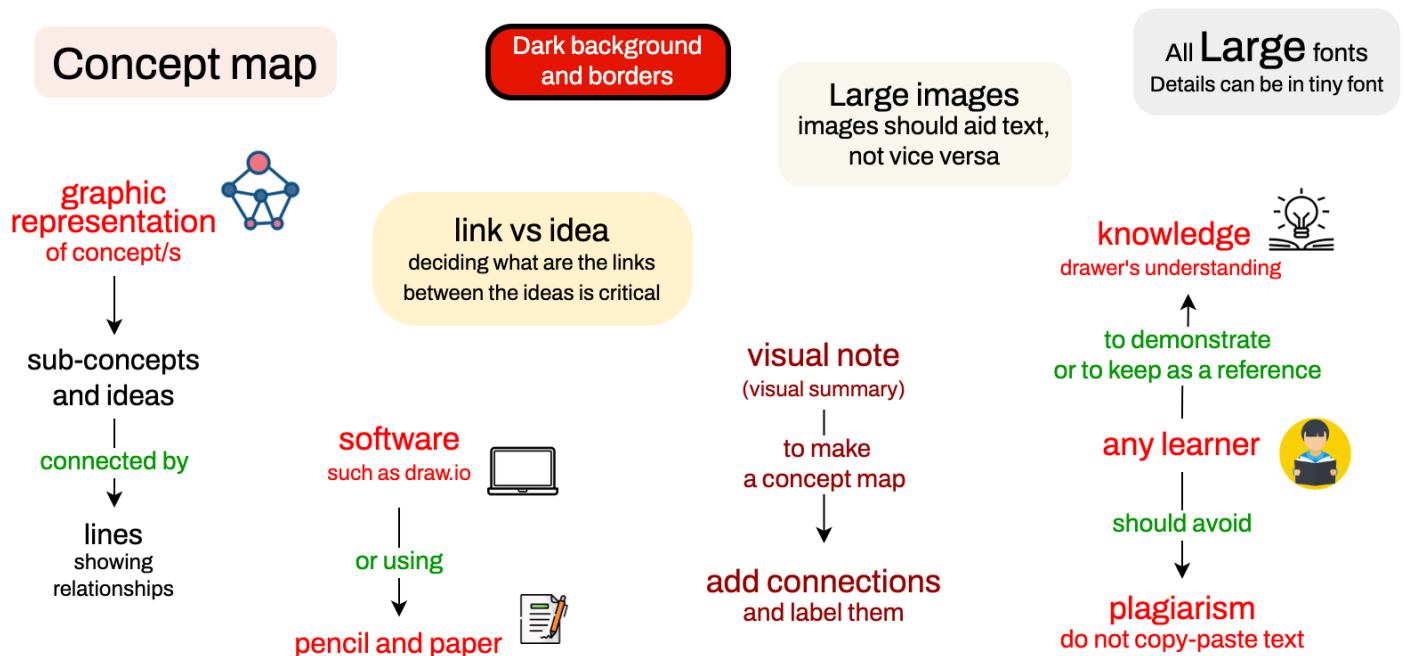 Concept map
Dark background
and borders
All Large fonts
Details can be in tiny font
Large images
images should aid text,
not vice versa
graphic
representation
of concept/s
link vs idea
deciding what are the links
between the ideas is critical
knowledge
drawer's understanding
sub-concepts
and ideas
connected by
lines
showing
relationships
software
such as draw.io
or using
pencil and paper
visual note
(visual summary)
to make
a concept map
add connections
and label them
to demonstrate
or to keep as a reference
any learner
should avoid
plagiarism
do not copy-paste text